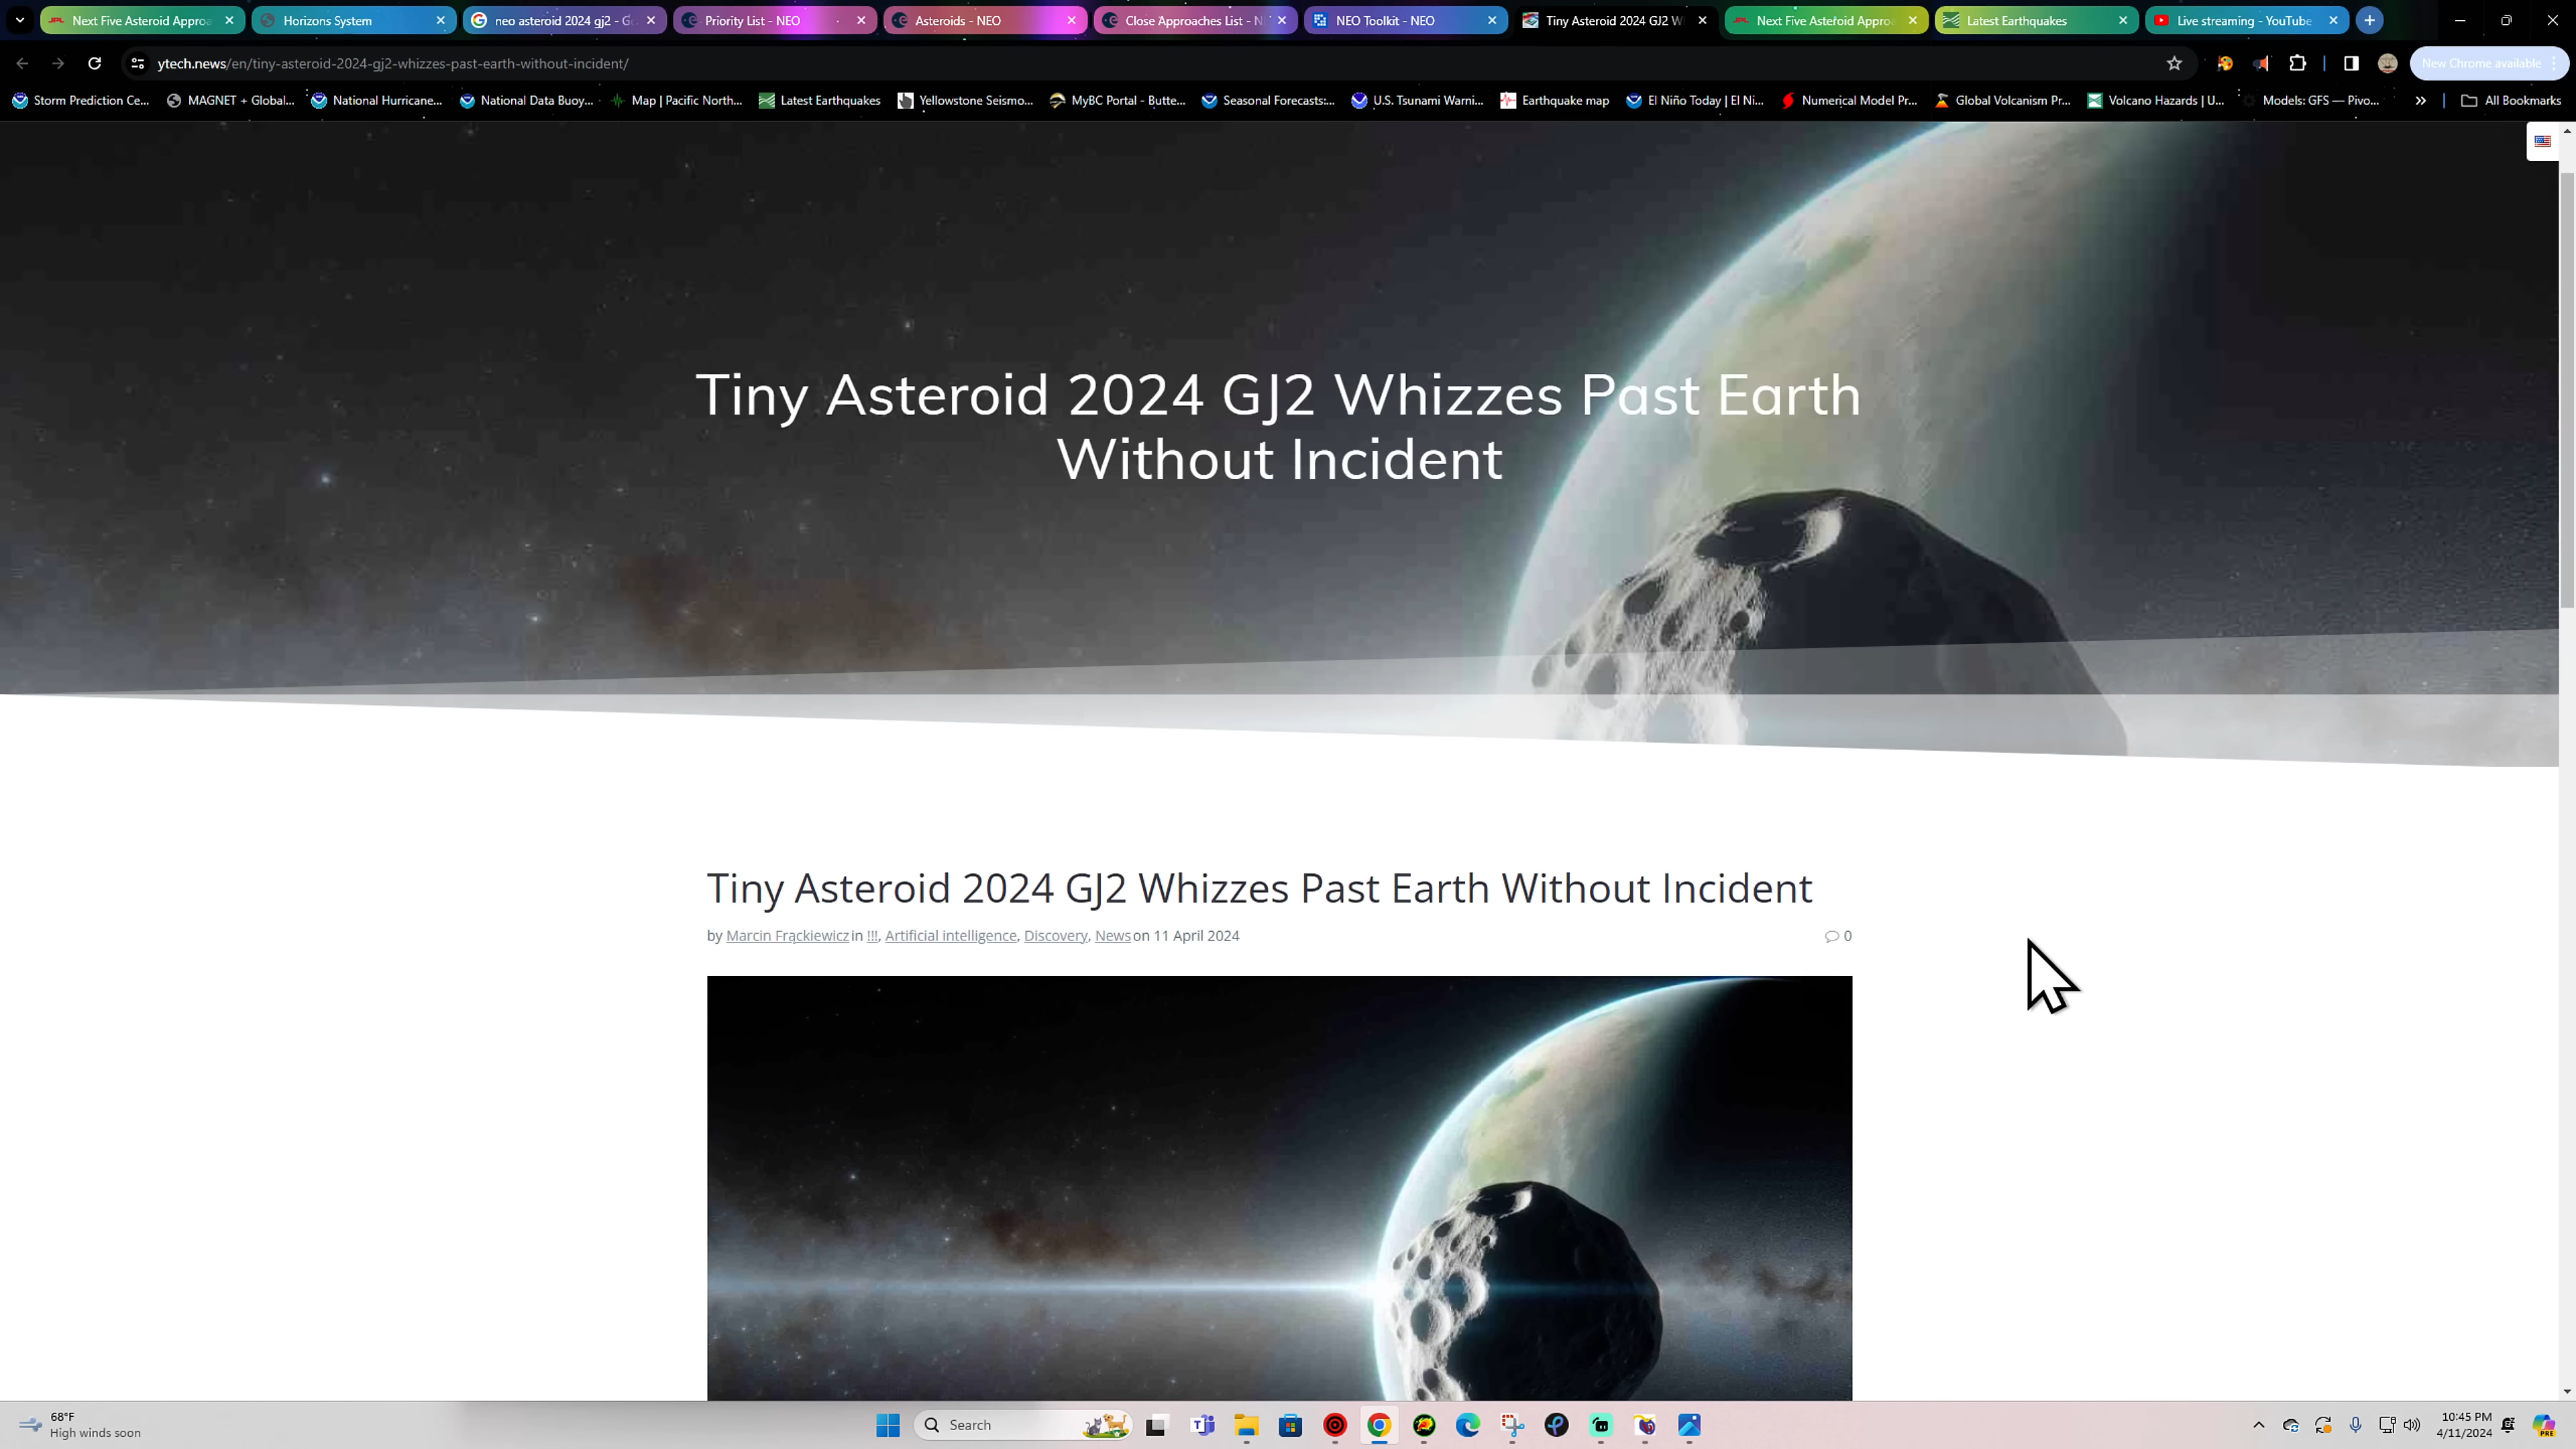 Next Five Asteroid Approa
Horizons System
neo asteroid 2024 gj2 - G
Priority List - NEO
Asteroids - NEO
Close Approaches List - N
NEO Toolkit - NEO
Tiny Asteroid 2024 GJ2 W
Next Five Asteroid Appro
Latest Earthquakes
Live streaming - YouTube
ytech.news/en/tiny-asteroid-2024-gj2-whizzes-past-earth-without-incident/
New Chrome available
Storm Prediction Ce...
MAGNET + Global...
National Hurricane...
National Data Buoy...
Map | Pacific North...
Latest Earthquakes
Yellowstone Seismo...
MyBC Portal - Butte...
Seasonal Forecasts:...
U.S. Tsunami Warni...
Earthquake map
El Niño Today | El Ni...
Numerical Model Pr...
Global Volcanism Pr...
Volcano Hazards | U...
Models: GFS — Pivo...
»
All Bookmarks
Tiny Asteroid 2024 GJ2 Whizzes Past Earth
Without Incident
Tiny Asteroid 2024 GJ2 Whizzes Past Earth Without Incident
by Marcin Frąckiewicz in !!!, Artificial intelligence, Discovery, News on 11 April 2024
0
68°F
High winds soon
Search
10:45 PM
4/11/2024
PRE